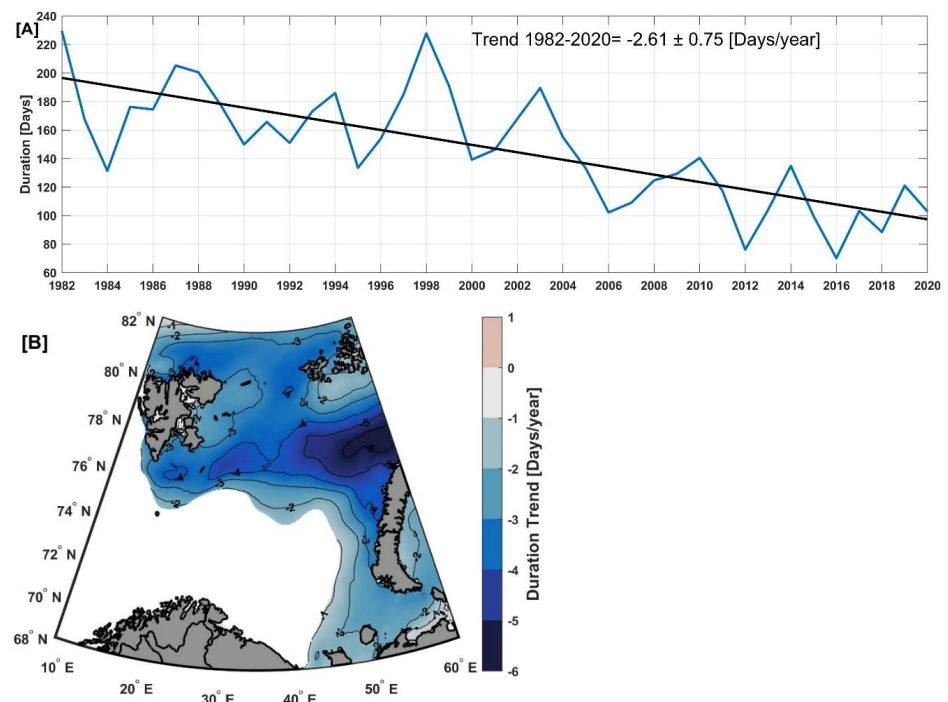 [A]
Trend 1982-2020= -2.61 ± 0.75 [Days/year]
Duration [Days]
240
220
200
180
160
140
120
100
80
60
1982 1984 1986 1988 1990 1992 1994 1996 1998 2000 2002 2004 2006 2008 2010 2012 2014 2016 2018 2020
[B]
82° N
80° N
78° N
76° N
74° N
72° N
70° N
68° N
10° E
20° E
30° E
40° E
50° E
60° E
1
0
-1
-2
-3
-4
-5
-6
Duration Trend [Days/year]